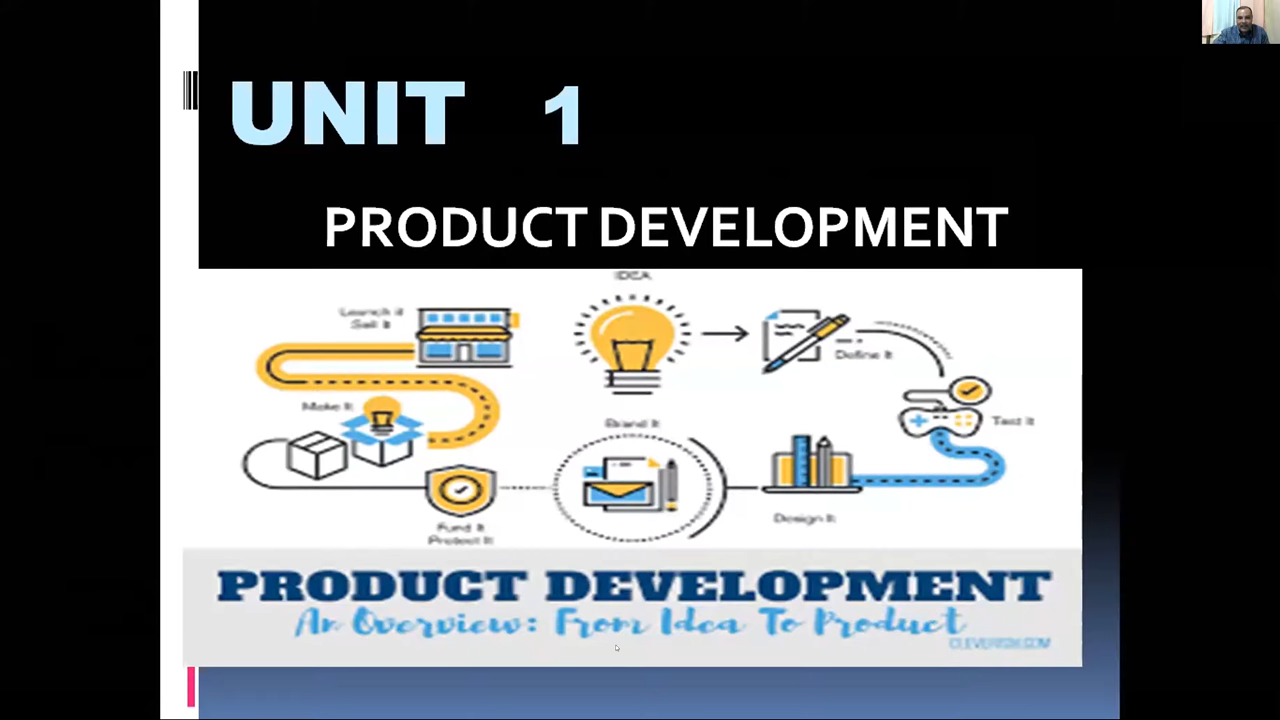 UNIT 1
PRODUCT DEVELOPMENT
IDEA
Launch it
Sell It
Define It
Make It
Brand It
Test It
Design It
Fund It
Protect It
PRODUCT DEVELOPMENT
An Overview: From Idea To Product
CLEVERISM.COM